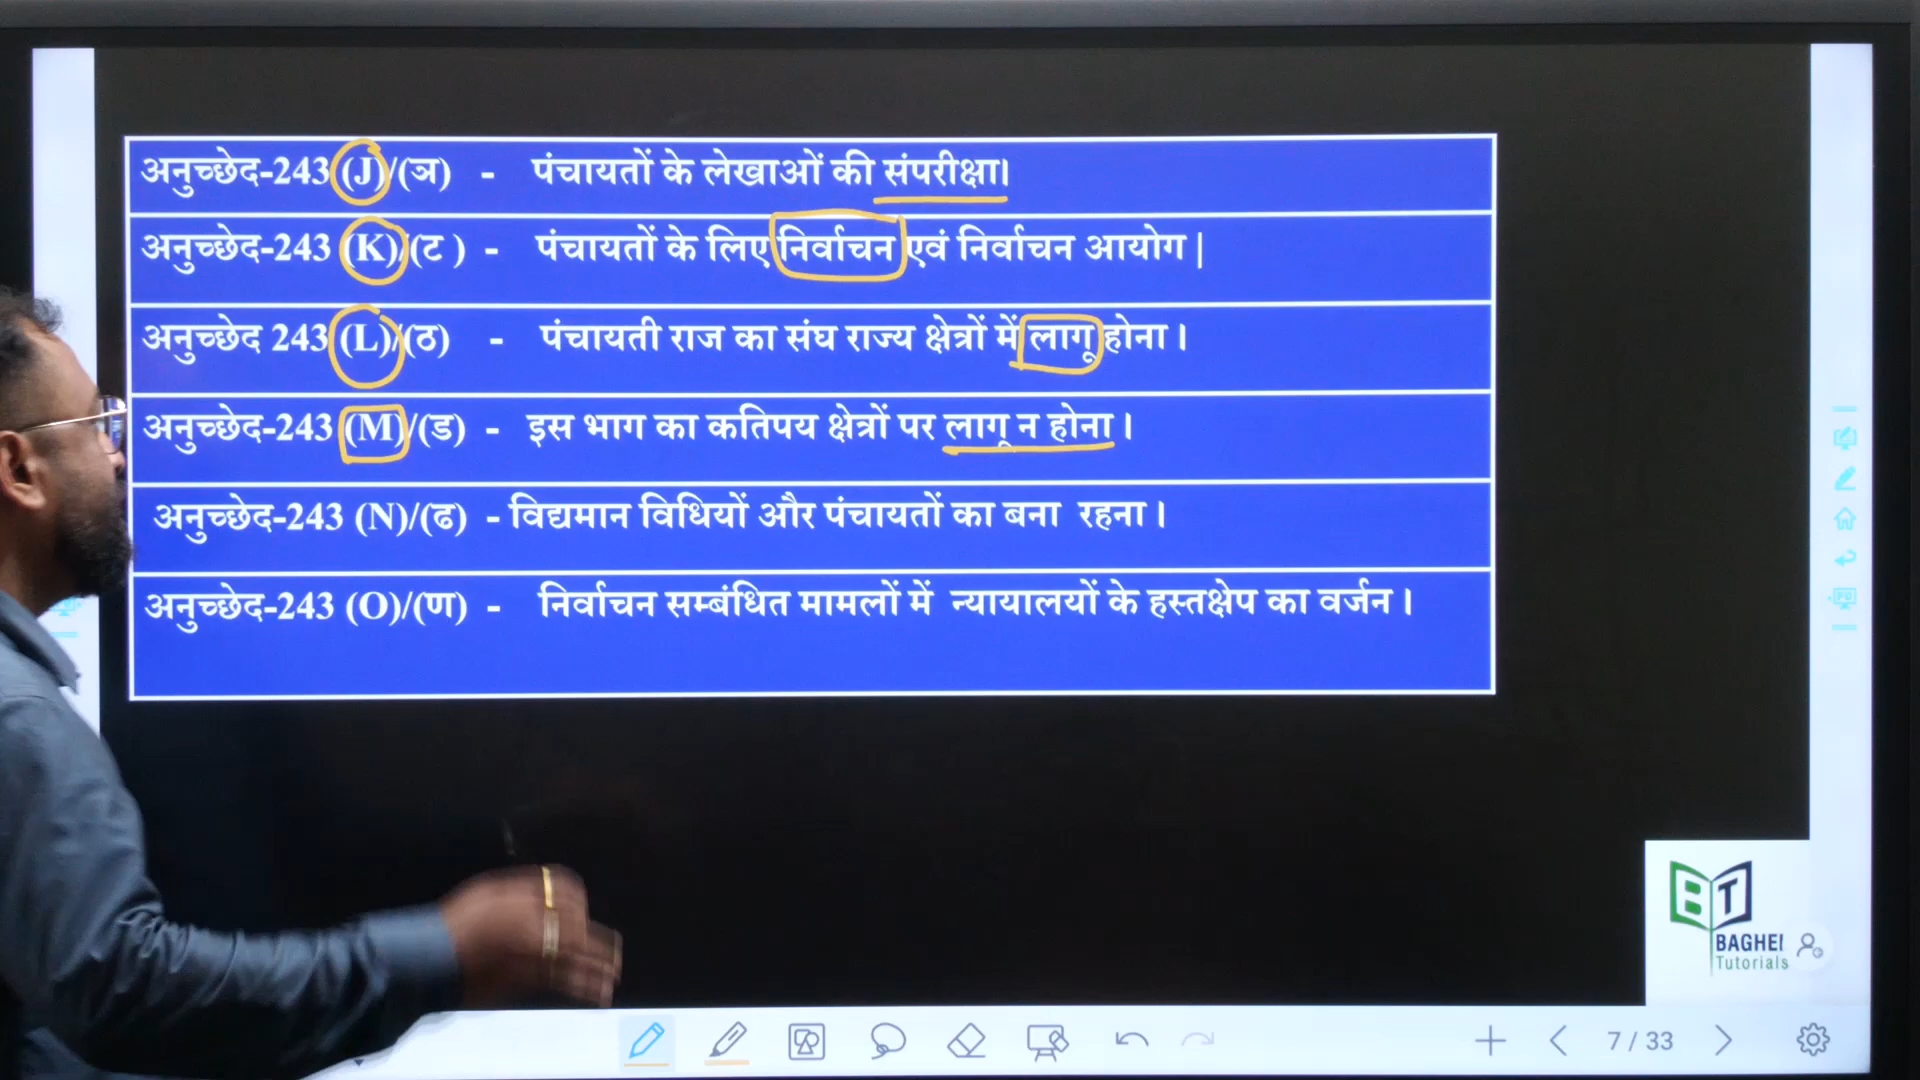 अनुच्छेद-243 (J)/(ञ) - पंचायतों के लेखाओं की संपरीक्षा।
अनुच्छेद-243 (K)/(ट ) - पंचायतों के लिए निर्वाचन एवं निर्वाचन आयोग |
अनुच्छेद 243 (L)/(ठ) - पंचायती राज का संघ राज्य क्षेत्रों में लागू होना ।
अनुच्छेद-243 (M)/(ड) - इस भाग का कतिपय क्षेत्रों पर लागू न होना ।
अनुच्छेद-243 (N)/(ढ) - विद्यमान विधियों और पंचायतों का बना रहना ।
अनुच्छेद-243 (O)/(ण) - निर्वाचन सम्बंधित मामलों में न्यायालयों के हस्तक्षेप का वर्जन ।
BT
BAGHEL
Tutorials
7 / 33